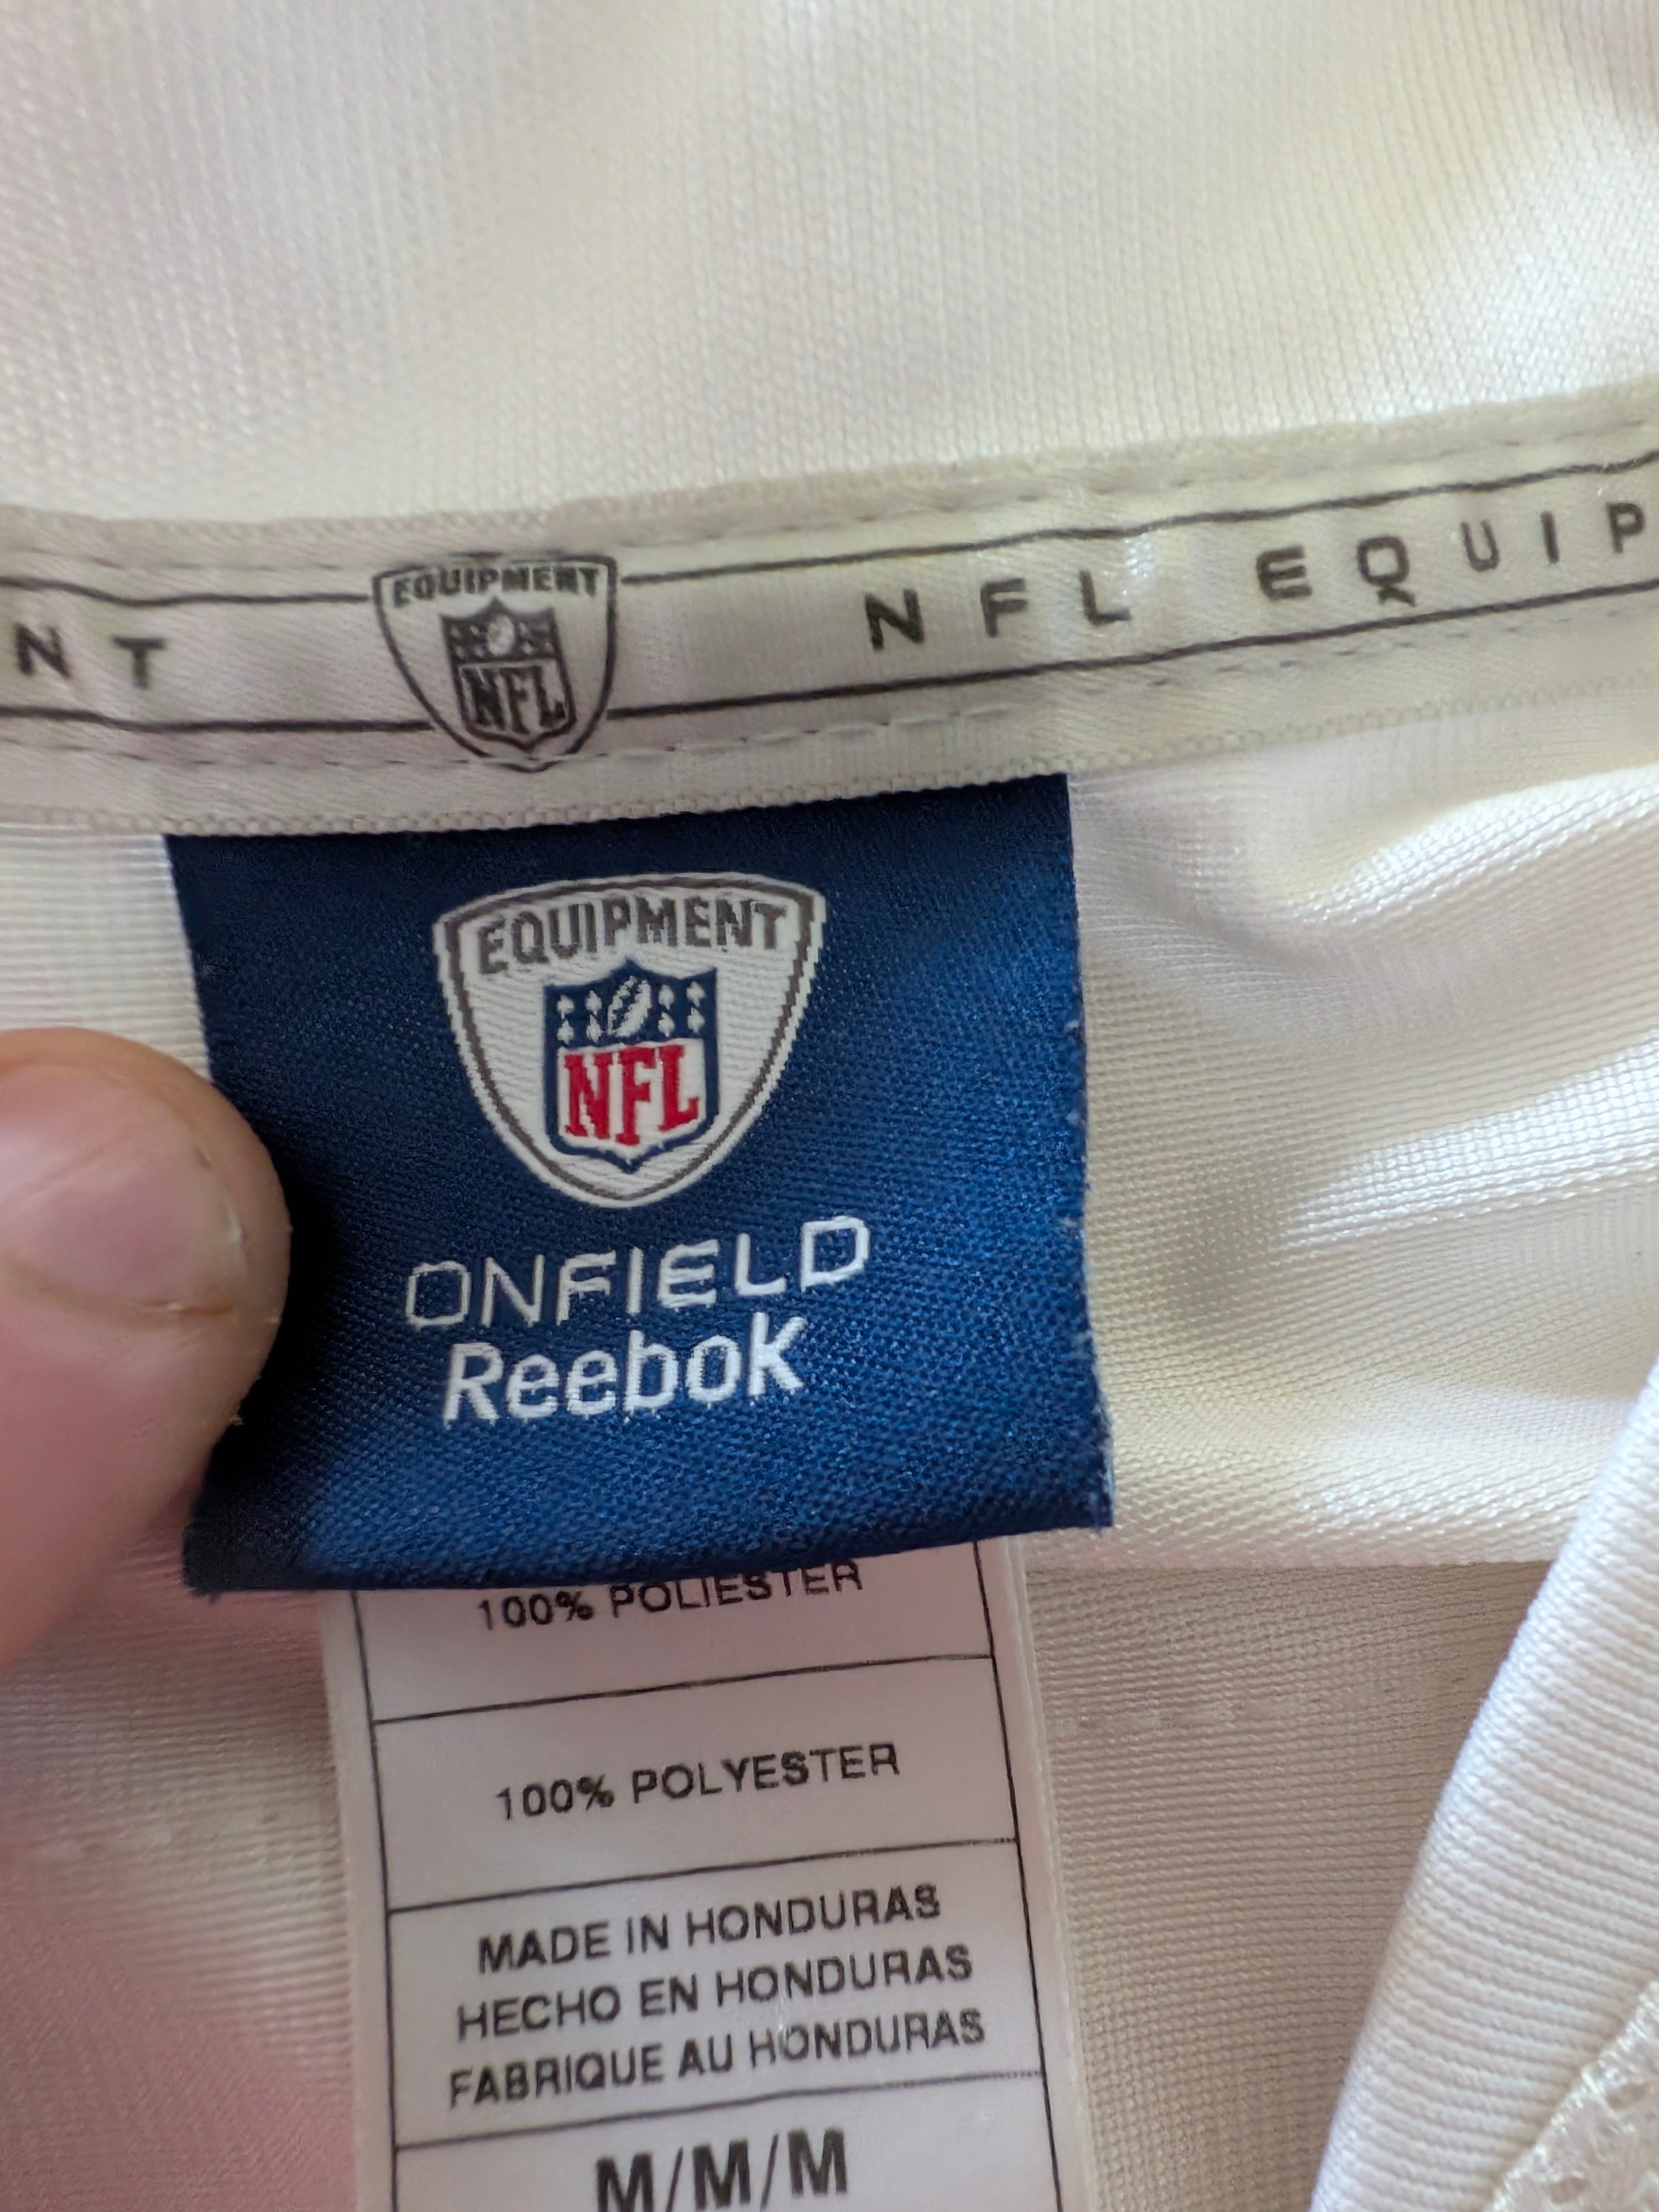 NT
EQUIPMENT
NFL
NFL EQUIP
EQUIPMENT
NFL
ONFIELD
Reebok
100% POLIESTER
100% POLYESTER
MADE IN HONDURAS
HECHO EN HONDURAS
FABRIQUE AU HONDURAS
M/M/M